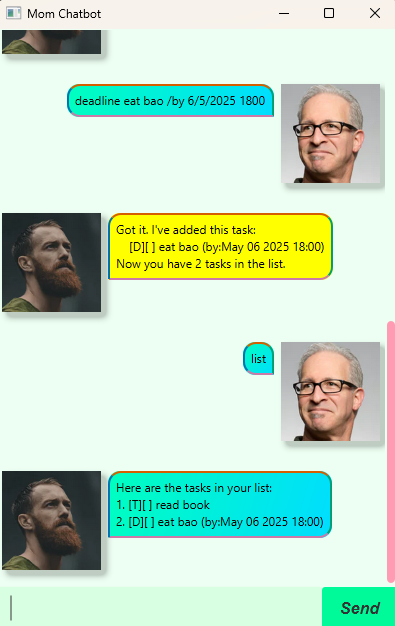 Mom Chatbot
deadline eat bao /by 6/5/2025 1800
Got it. I've added this task:
[D][ ] eat bao (by:May 06 2025 18:00)
Now you have 2 tasks in the list.
list
Here are the tasks in your list:
1. [T][ ] read book
2. [D][ ] eat bao (by:May 06 2025 18:00)
Send